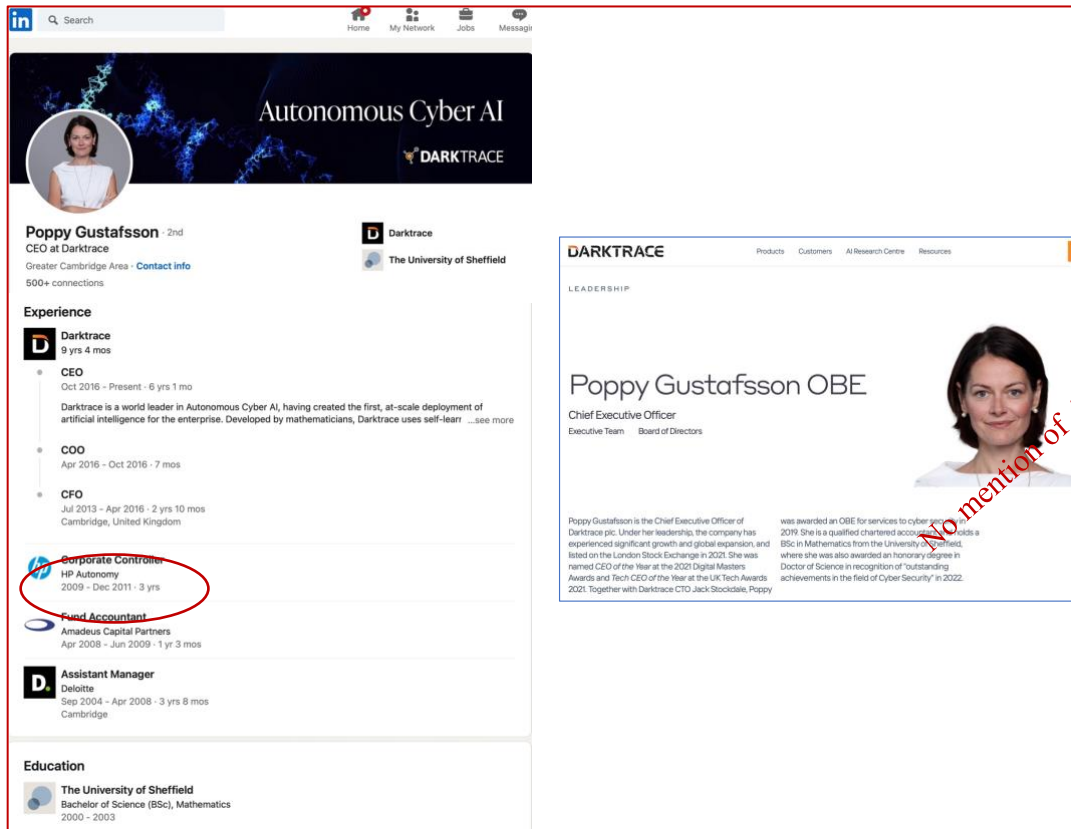 in
Search
Home
My Network
Jobs
Messagin
Autonomous Cyber AI
DARKTRACE
Poppy Gustafsson · 2nd
CEO at Darktrace
Greater Cambridge Area · Contact info
500+ connections
Darktrace
The University of Sheffield
Experience
Darktrace
9 yrs 4 mos
CEO
Oct 2016 - Present · 6 yrs 1 mo
Darktrace is a world leader in Autonomous Cyber AI, having created the first, at-scale deployment of
artificial intelligence for the enterprise. Developed by mathematicians, Darktrace uses self-learr ...see more
COO
Apr 2016 - Oct 2016 · 7 mos
CFO
Jul 2013 - Apr 2016 · 2 yrs 10 mos
Cambridge, United Kingdom
hp
Corporate Controller
HP Autonomy
2009 - Dec 2011 · 3 yrs
Fund Accountant
Amadeus Capital Partners
Apr 2008 - Jun 2009 · 1 yr 3 mos
D.
Assistant Manager
Deloitte
Sep 2004 - Apr 2008 · 3 yrs 8 mos
Cambridge
Education
The University of Sheffield
Bachelor of Science (BSc), Mathematics
2000 - 2003
DARKTRACE
Products
Customers
AI Research Centre
Resources
LEADERSHIP
Poppy Gustafsson OBE
Chief Executive Officer
Executive Team
Board of Directors
Poppy Gustafsson is the Chief Executive Officer of
Darktrace plc. Under her leadership, the company has
experienced significant growth and global expansion, and
listed on the London Stock Exchange in 2021. She was
named CEO of the Year at the 2021 Digital Masters
Awards and Tech CEO of the Year at the UK Tech Awards
2021. Together with Darktrace CTO Jack Stockdale, Poppy
was awarded an OBE for services to cyber security in
2019. She is a qualified chartered accountant and holds a
BSc in Mathematics from the University of Sheffield,
where she was also awarded an honorary degree in
Doctor of Science in recognition of "outstanding
achievements in the field of Cyber Security" in 2022.
No mention of